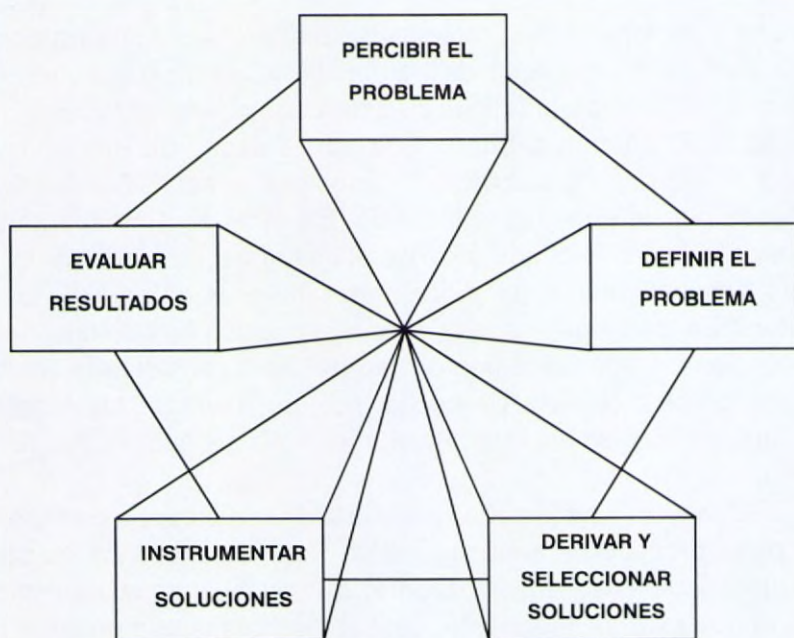 PERCIBIR EL
PROBLEMA
EVALUAR
RESULTADOS
DEFINIR EL
PROBLEMA
INSTRUMENTAR
SOLUCIONES
DERIVAR Y
SELECCIONAR
SOLUCIONES